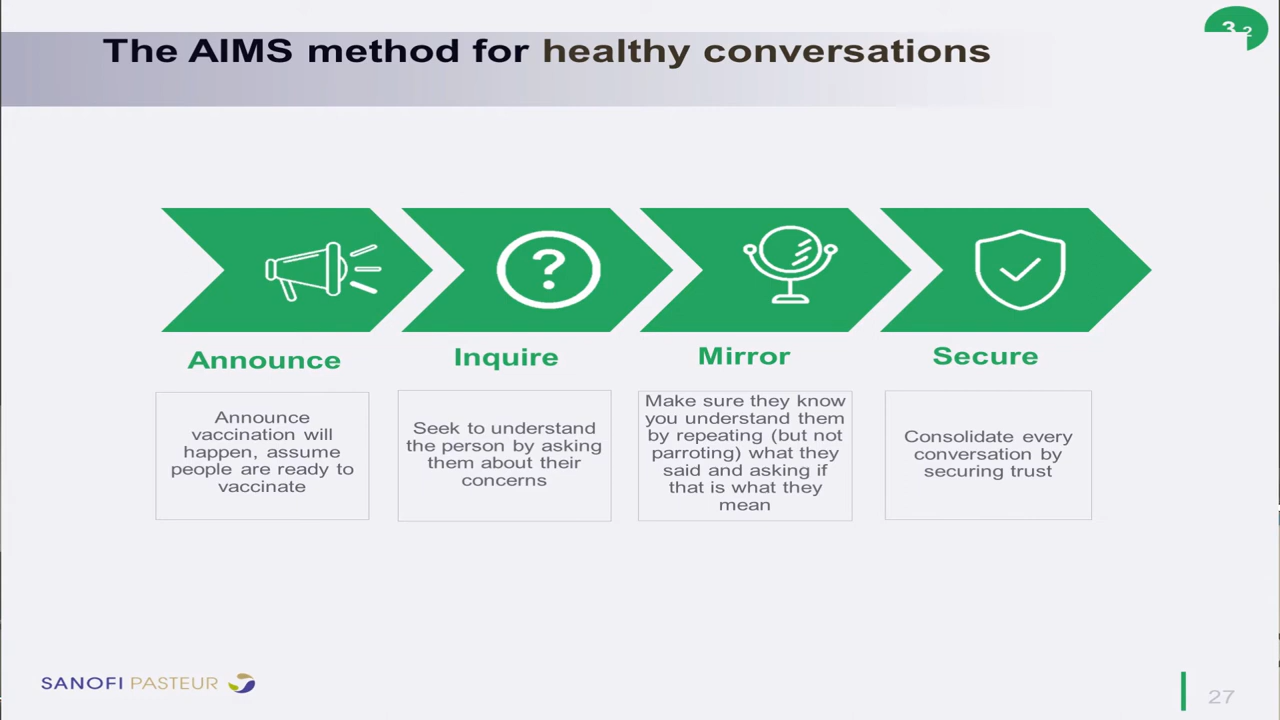 3.2
The AIMS method for healthy conversations
?
Announce
Announce
vaccination will
happen, assume
people are ready to
vaccinate
Inquire
Seek to understand
the person by asking
them about their
concerns
Mirror
Make sure they know
you understand them
by repeating (but not
parroting) what they
said and asking if
that is what they
mean
Secure
Consolidate every
conversation by
securing trust
SANOFI PASTEUR
27